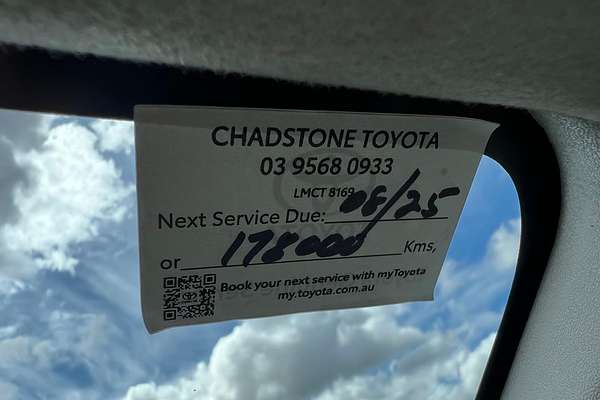 CHADSTONE TOYOTA
03 9568 0933
LMCT 8169
Next Service Due: 08/25
or 178000 Kms,
Book your next service with myToyota
my.toyota.com.au